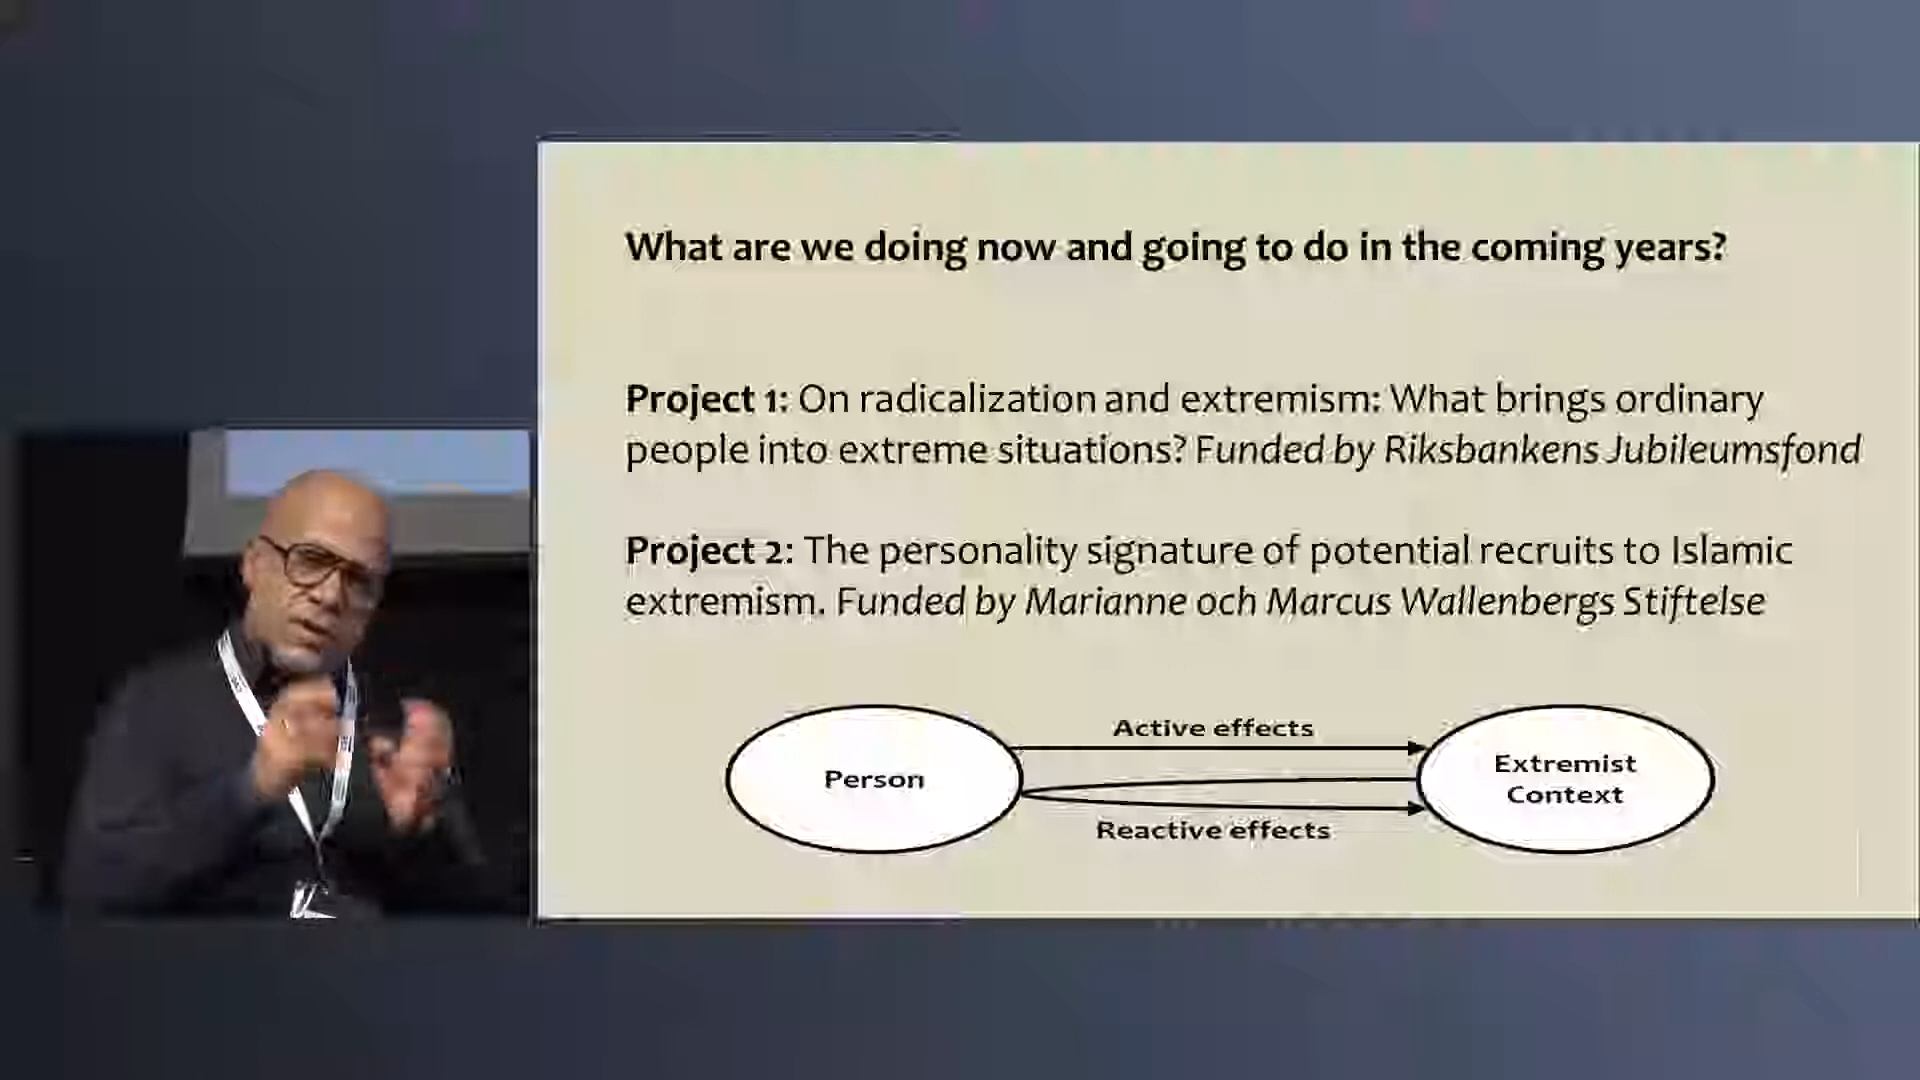 What are we doing now and going to do in the coming years?
Project 1: On radicalization and extremism: What brings ordinary
people into extreme situations? Funded by Riksbankens Jubileumsfond
Project 2: The personality signature of potential recruits to Islamic
extremism. Funded by Marianne och Marcus Wallenbergs Stiftelse
Active effects
Person
Extremist
Context
Reactive effects